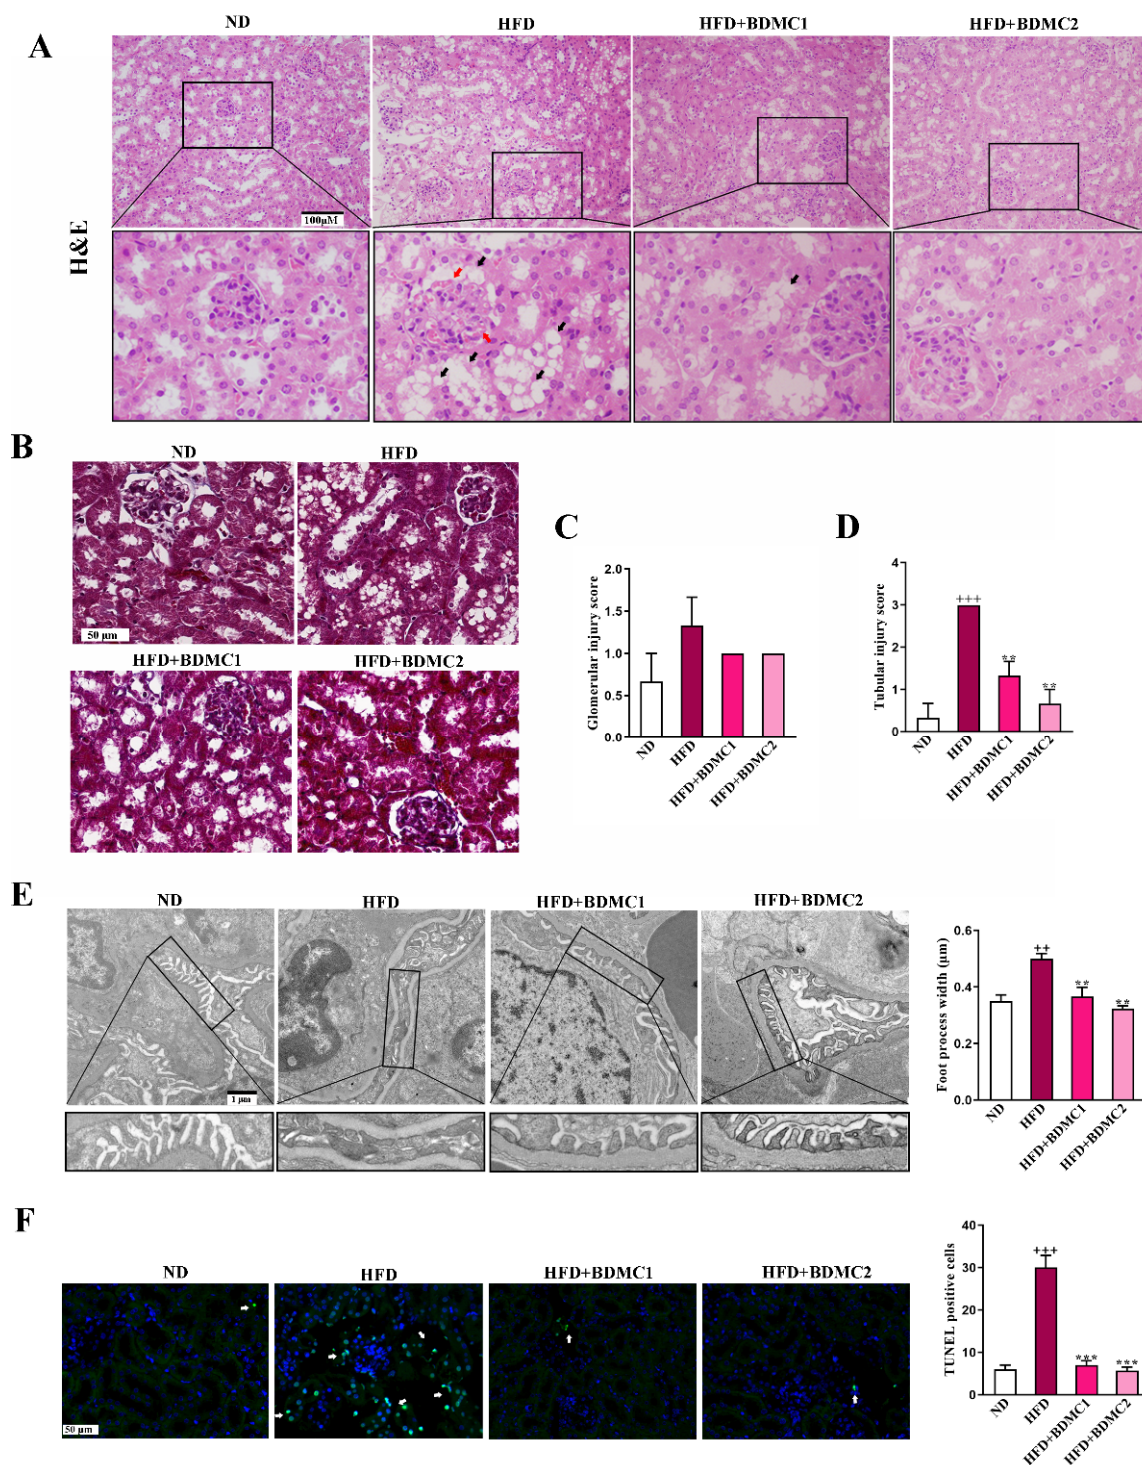 A
ND
HFD
HFD+BDMC1
HFD+BDMC2
H&E
100μM
B
ND
HFD
50 μm
HFD+BDMC1
HFD+BDMC2
C
Glomerular injury score
2.0
1.5
1.0
0.5
0.0
ND
HFD
HFD+BDMC1
HFD+BDMC2
D
Tubular injury score
4
3
2
1
0
+++
**
**
ND
HFD
HFD+BDMC1
HFD+BDMC2
E
ND
HFD
HFD+BDMC1
HFD+BDMC2
1 μm
Foot process width (μm)
0.6
0.4
0.2
0.0
++
**
**
ND
HFD
HFD+BDMC1
HFD+BDMC2
F
ND
HFD
HFD+BDMC1
HFD+BDMC2
50 μm
TUNEL positive cells
40
30
20
10
0
+++
***
***
ND
HFD
HFD+BDMC1
HFD+BDMC2